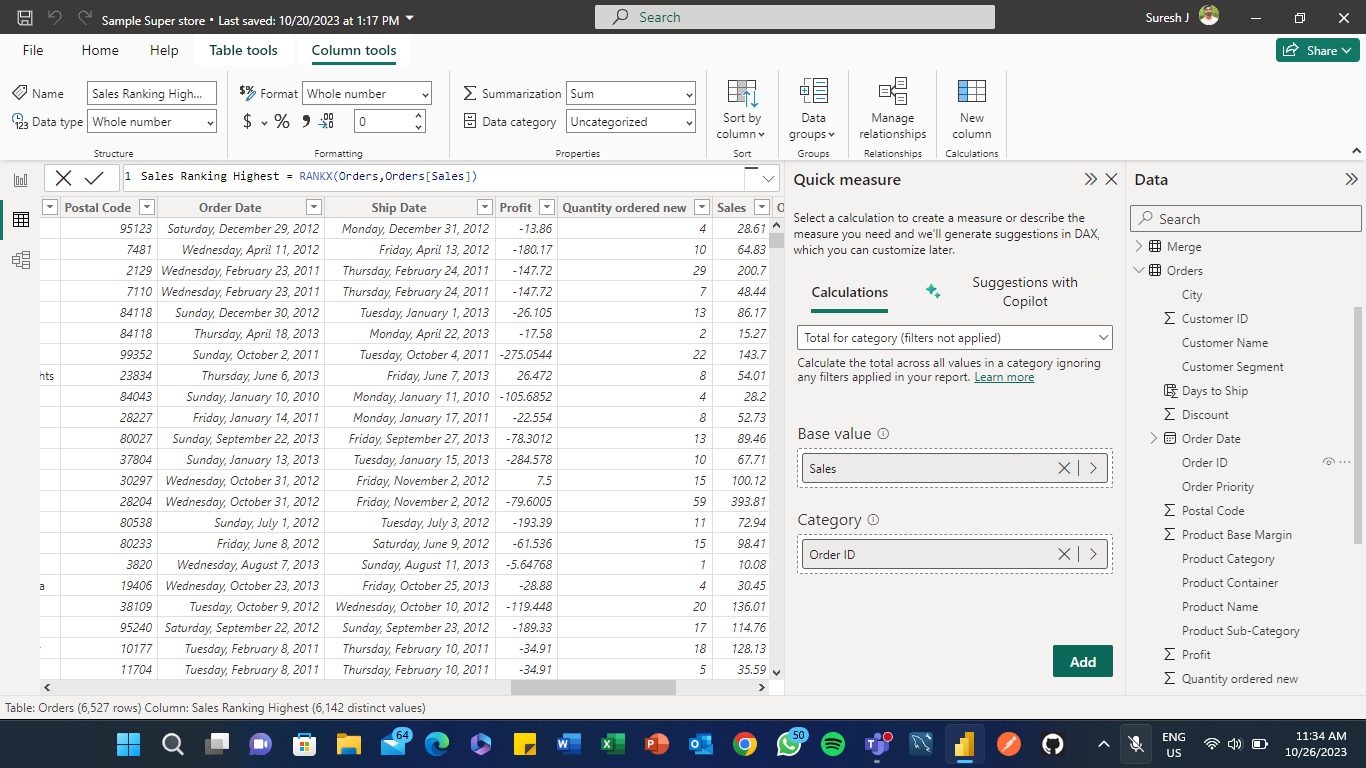 Sample Super store • Last saved: 10/20/2023 at 1:17 PM
Search
Suresh J
File Home Help Table tools Column tools
Share
Name Sales Ranking High...
Data type Whole number
Structure
Format Whole number
$ % 0
Formatting
Summarization Sum
Data category Uncategorized
Properties
Sort by
column
Sort
Data
groups
Groups
Manage
relationships
Relationships
New
column
Calculations
1 Sales Ranking Highest = RANKX(Orders,Orders[Sales])
Postal Code Order Date Ship Date Profit Quantity ordered new Sales O
95123 Saturday, December 29, 2012 Monday, December 31, 2012 -13.86 4 28.61
7481 Wednesday, April 11, 2012 Friday, April 13, 2012 -180.17 10 64.83
2129 Wednesday, February 23, 2011 Thursday, February 24, 2011 -147.72 29 200.7
7110 Wednesday, February 23, 2011 Thursday, February 24, 2011 -147.72 7 48.44
84118 Sunday, December 30, 2012 Tuesday, January 1, 2013 -26.105 13 86.17
84118 Thursday, April 18, 2013 Monday, April 22, 2013 -17.58 2 15.27
99352 Sunday, October 2, 2011 Tuesday, October 4, 2011 -275.0544 22 143.7
hts 23834 Thursday, June 6, 2013 Friday, June 7, 2013 26.472 8 54.01
84043 Sunday, January 10, 2010 Monday, January 11, 2010 -105.6852 4 28.2
28227 Friday, January 14, 2011 Monday, January 17, 2011 -22.554 8 52.73
80027 Sunday, September 22, 2013 Friday, September 27, 2013 -78.3012 13 89.46
37804 Sunday, January 13, 2013 Tuesday, January 15, 2013 -284.578 10 67.71
30297 Wednesday, October 31, 2012 Friday, November 2, 2012 7.5 15 100.12
28204 Wednesday, October 31, 2012 Friday, November 2, 2012 -79.6005 59 393.81
80538 Sunday, July 1, 2012 Tuesday, July 3, 2012 -193.39 11 72.94
80233 Friday, June 8, 2012 Saturday, June 9, 2012 -61.536 15 98.41
3820 Wednesday, August 7, 2013 Sunday, August 11, 2013 -5.64768 1 10.08
a 19406 Wednesday, October 23, 2013 Friday, October 25, 2013 -28.88 4 30.45
38109 Tuesday, October 9, 2012 Wednesday, October 10, 2012 -119.448 20 136.01
95240 Saturday, September 22, 2012 Sunday, September 23, 2012 -189.33 17 114.76
10177 Tuesday, February 8, 2011 Thursday, February 10, 2011 -34.91 18 128.13
11704 Tuesday, February 8, 2011 Thursday, February 10, 2011 -34.91 5 35.59
Quick measure
Select a calculation to create a measure or describe the
measure you need and we'll generate suggestions in DAX,
which you can customize later.
Calculations
Suggestions with
Copilot
Total for category (filters not applied)
Calculate the total across all values in a category ignoring
any filters applied in your report. Learn more
Base value
Sales
Category
Order ID
Add
Data
Search
Merge
Orders
City
Customer ID
Customer Name
Customer Segment
Days to Ship
Discount
Order Date
Order ID
Order Priority
Postal Code
Product Base Margin
Product Category
Product Container
Product Name
Product Sub-Category
Profit
Quantity ordered new
Table: Orders (6,527 rows) Column: Sales Ranking Highest (6,142 distinct values)
64
50
ENG
US
11:34 AM
10/26/2023